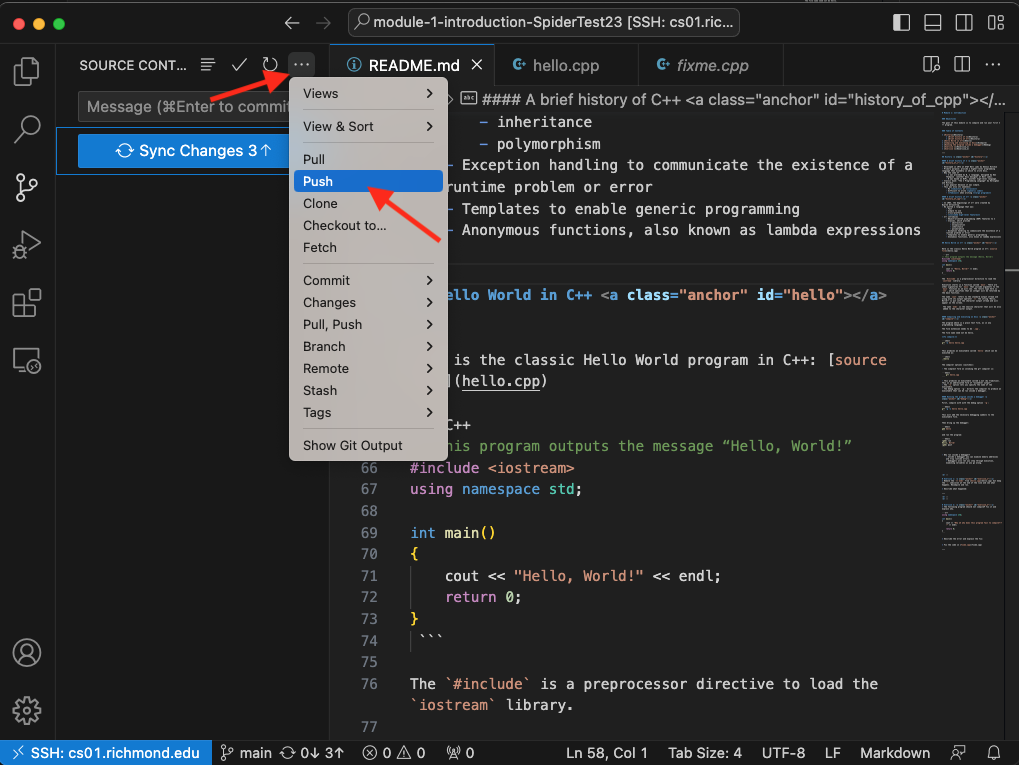 module-1-introduction-SpiderTest23 [SSH: cs01.ric...
SOURCE CONT...
README.md
hello.cpp
fixme.cpp
Message (⌘Enter to commit
Sync Changes 3↑
Views
View & Sort
Pull
Push
Clone
Checkout to...
Fetch
Commit
Changes
Pull, Push
Branch
Remote
Stash
Tags
Show Git Output
abc #### A brief history of C++ <a class="anchor" id="history_of_cpp"></...
- inheritance
- polymorphism
- Exception handling to communicate the existence of a
runtime problem or error
- Templates to enable generic programming
- Anonymous functions, also known as lambda expressions
ello World in C++ <a class="anchor" id="hello"></a>
is the classic Hello World program in C++: [source
](hello.cpp)
C++
his program outputs the message “Hello, World!”
66 #include <iostream>
67 using namespace std;
68
69 int main()
70 {
71 cout << "Hello, World!" << endl;
72 return 0;
73 }
74 ```
75
76 The `#include` is a preprocessor directive to load the
`iostream` library.
77
SSH: cs01.richmond.edu main 0↓ 3↑ 0 0 0 Ln 58, Col 1 Tab Size: 4 UTF-8 LF Markdown